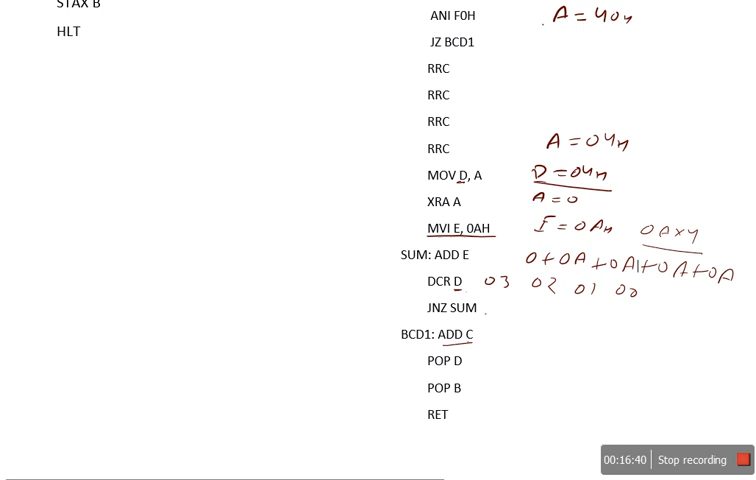 STAX B
HLT
ANI F0H A = 40H
JZ BCD1
RRC
RRC
RRC
RRC A = 04H
MOV D, A D = 04H
XRA A A = 0
MVI E, 0AH E = 0AH 0A x 4
SUM: ADD E 0 + 0A + 0A + 0A + 0A
DCR D 03 02 01 00
JNZ SUM
BCD1: ADD C
POP D
POP B
RET
00:16:40 Stop recording